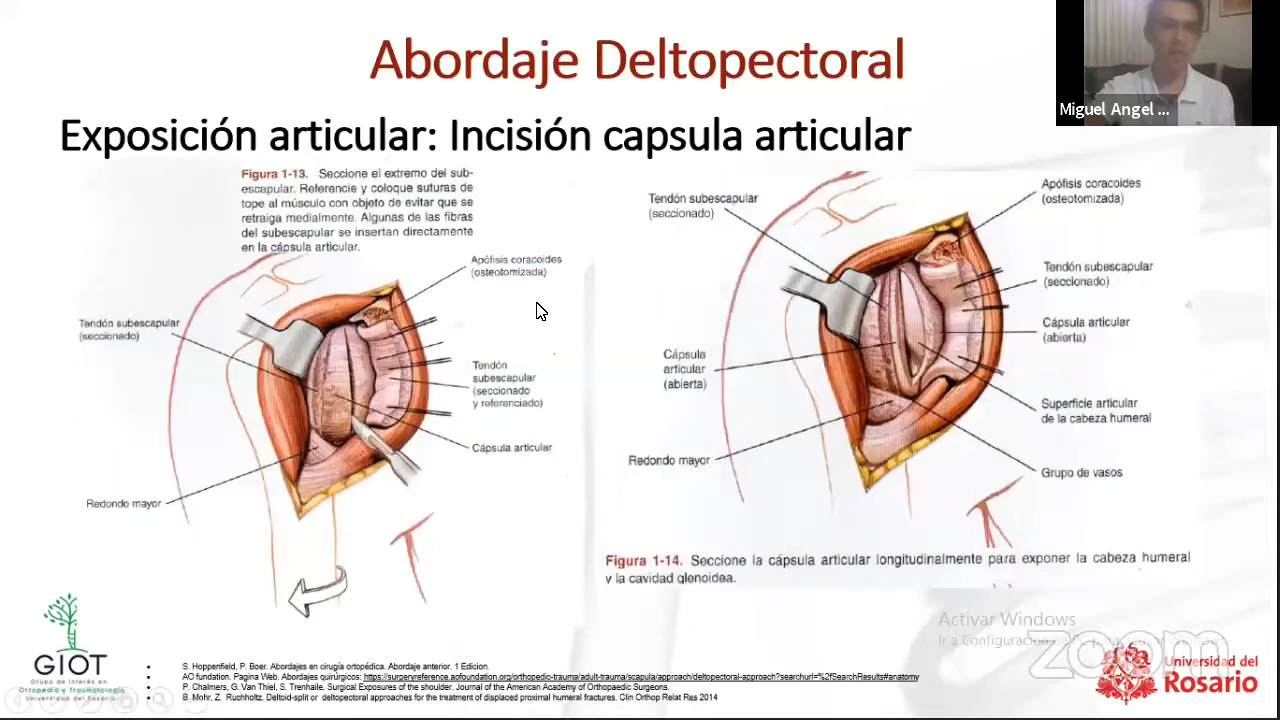 Abordaje Deltopectoral
Miguel Angel ...
Exposición articular: Incisión capsula articular
Figura 1-13. Seccione el extremo del sub-
escapular. Referencie y coloque suturas de
tope al músculo con objeto de evitar que se
retraiga medialmente. Algunas de las fibras
del subescapular se insertan directamente
en la cápsula articular.
Apófisis coracoides
(osteotomizada)
Tendón subescapular
(seccionado)
Tendón
subescapular
(seccionado
y referenciado)
Cápsula articular
Redondo mayor
Tendón subescapular
(seccionado)
Apófisis coracoides
(osteotomizada)
Tendón subescapular
(seccionado)
Cápsula articular
(abierta)
Cápsula
articular
(abierta)
Superficie articular
de la cabeza humeral
Redondo mayor
Grupo de vasos
Figura 1-14. Seccione la cápsula articular longitudinalmente para exponer la cabeza humeral
y la cavidad glenoidea.
Activar Windows
Ir a Configuración
zoom
GIOT
Grupo de Interés en
Ortopedia y Traumatología
Universidad del Rosario
S. Hoppenfield, P. Boer. Abordajes en cirugía ortopédica. Abordaje anterior. 1 Edicion.
AO fundation. Pagina Web. Abordajes quirúrgicos: https://surgeryreference.aofoundation.org/orthopedic-trauma/adult-trauma/scapula/approach/deltopectoral-approach?searchurl=%2fSearchResults#anatomy
P. Chalmers, G. Van Thiel, S. Trenhaile. Surgical Exposures of the shoulder. Journal of the American Academy of Orthopaedic Surgeons.
B. Mohr, Z. Ruchholtz. Deltoid-split or deltopectoral approaches for the treatment of displaced proximal humeral fractures. Clin Orthop Relat Res 2014
Universidad del
Rosario